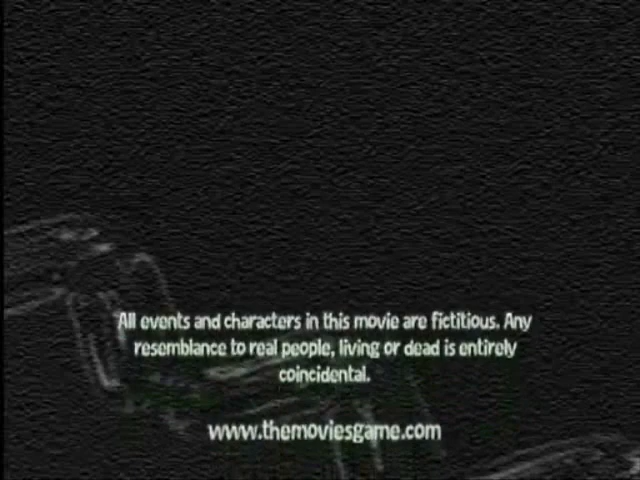 All events and characters in this movie are fictitious. Any
resemblance to real people, living or dead is entirely
coincidental.
www.themoviesgame.com